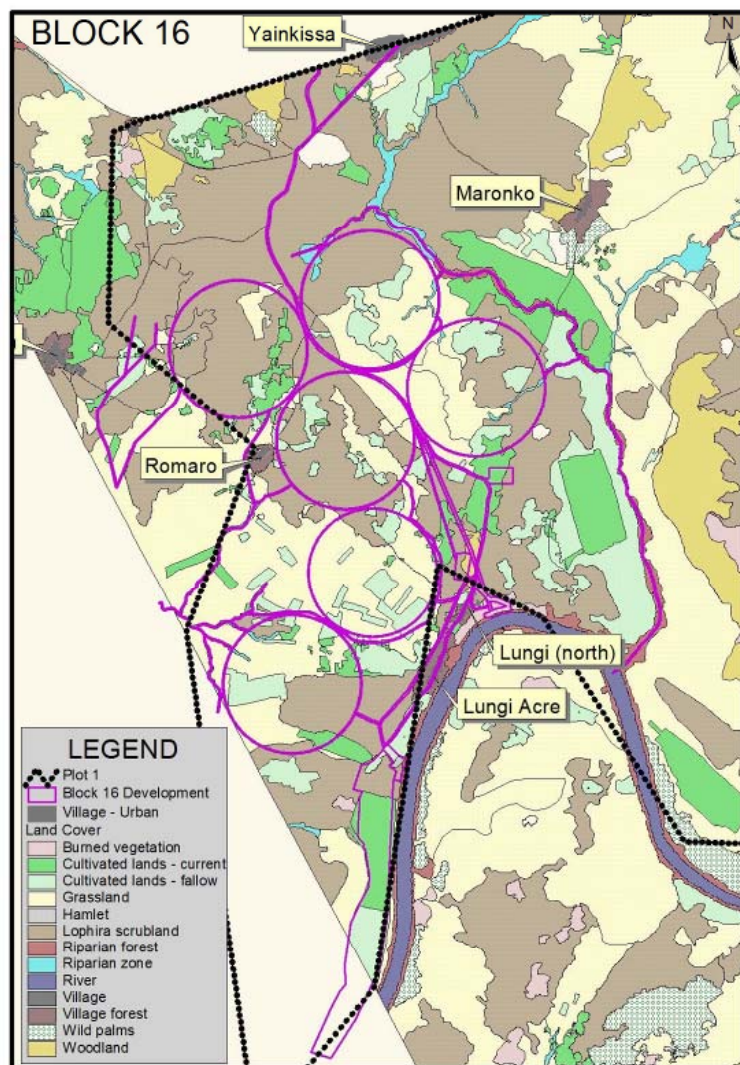 BLOCK 16
Yainkissa
N
Maronko
Romaro
Lungi (north)
Lungi Acre
LEGEND
Plot 1
Block 16 Development
Village - Urban
Land Cover
Burned vegetation
Cultivated lands - current
Cultivated lands - fallow
Grassland
Hamlet
Lophira scrubland
Riparian forest
Riparian zone
River
Village
Village forest
Wild palms
Woodland